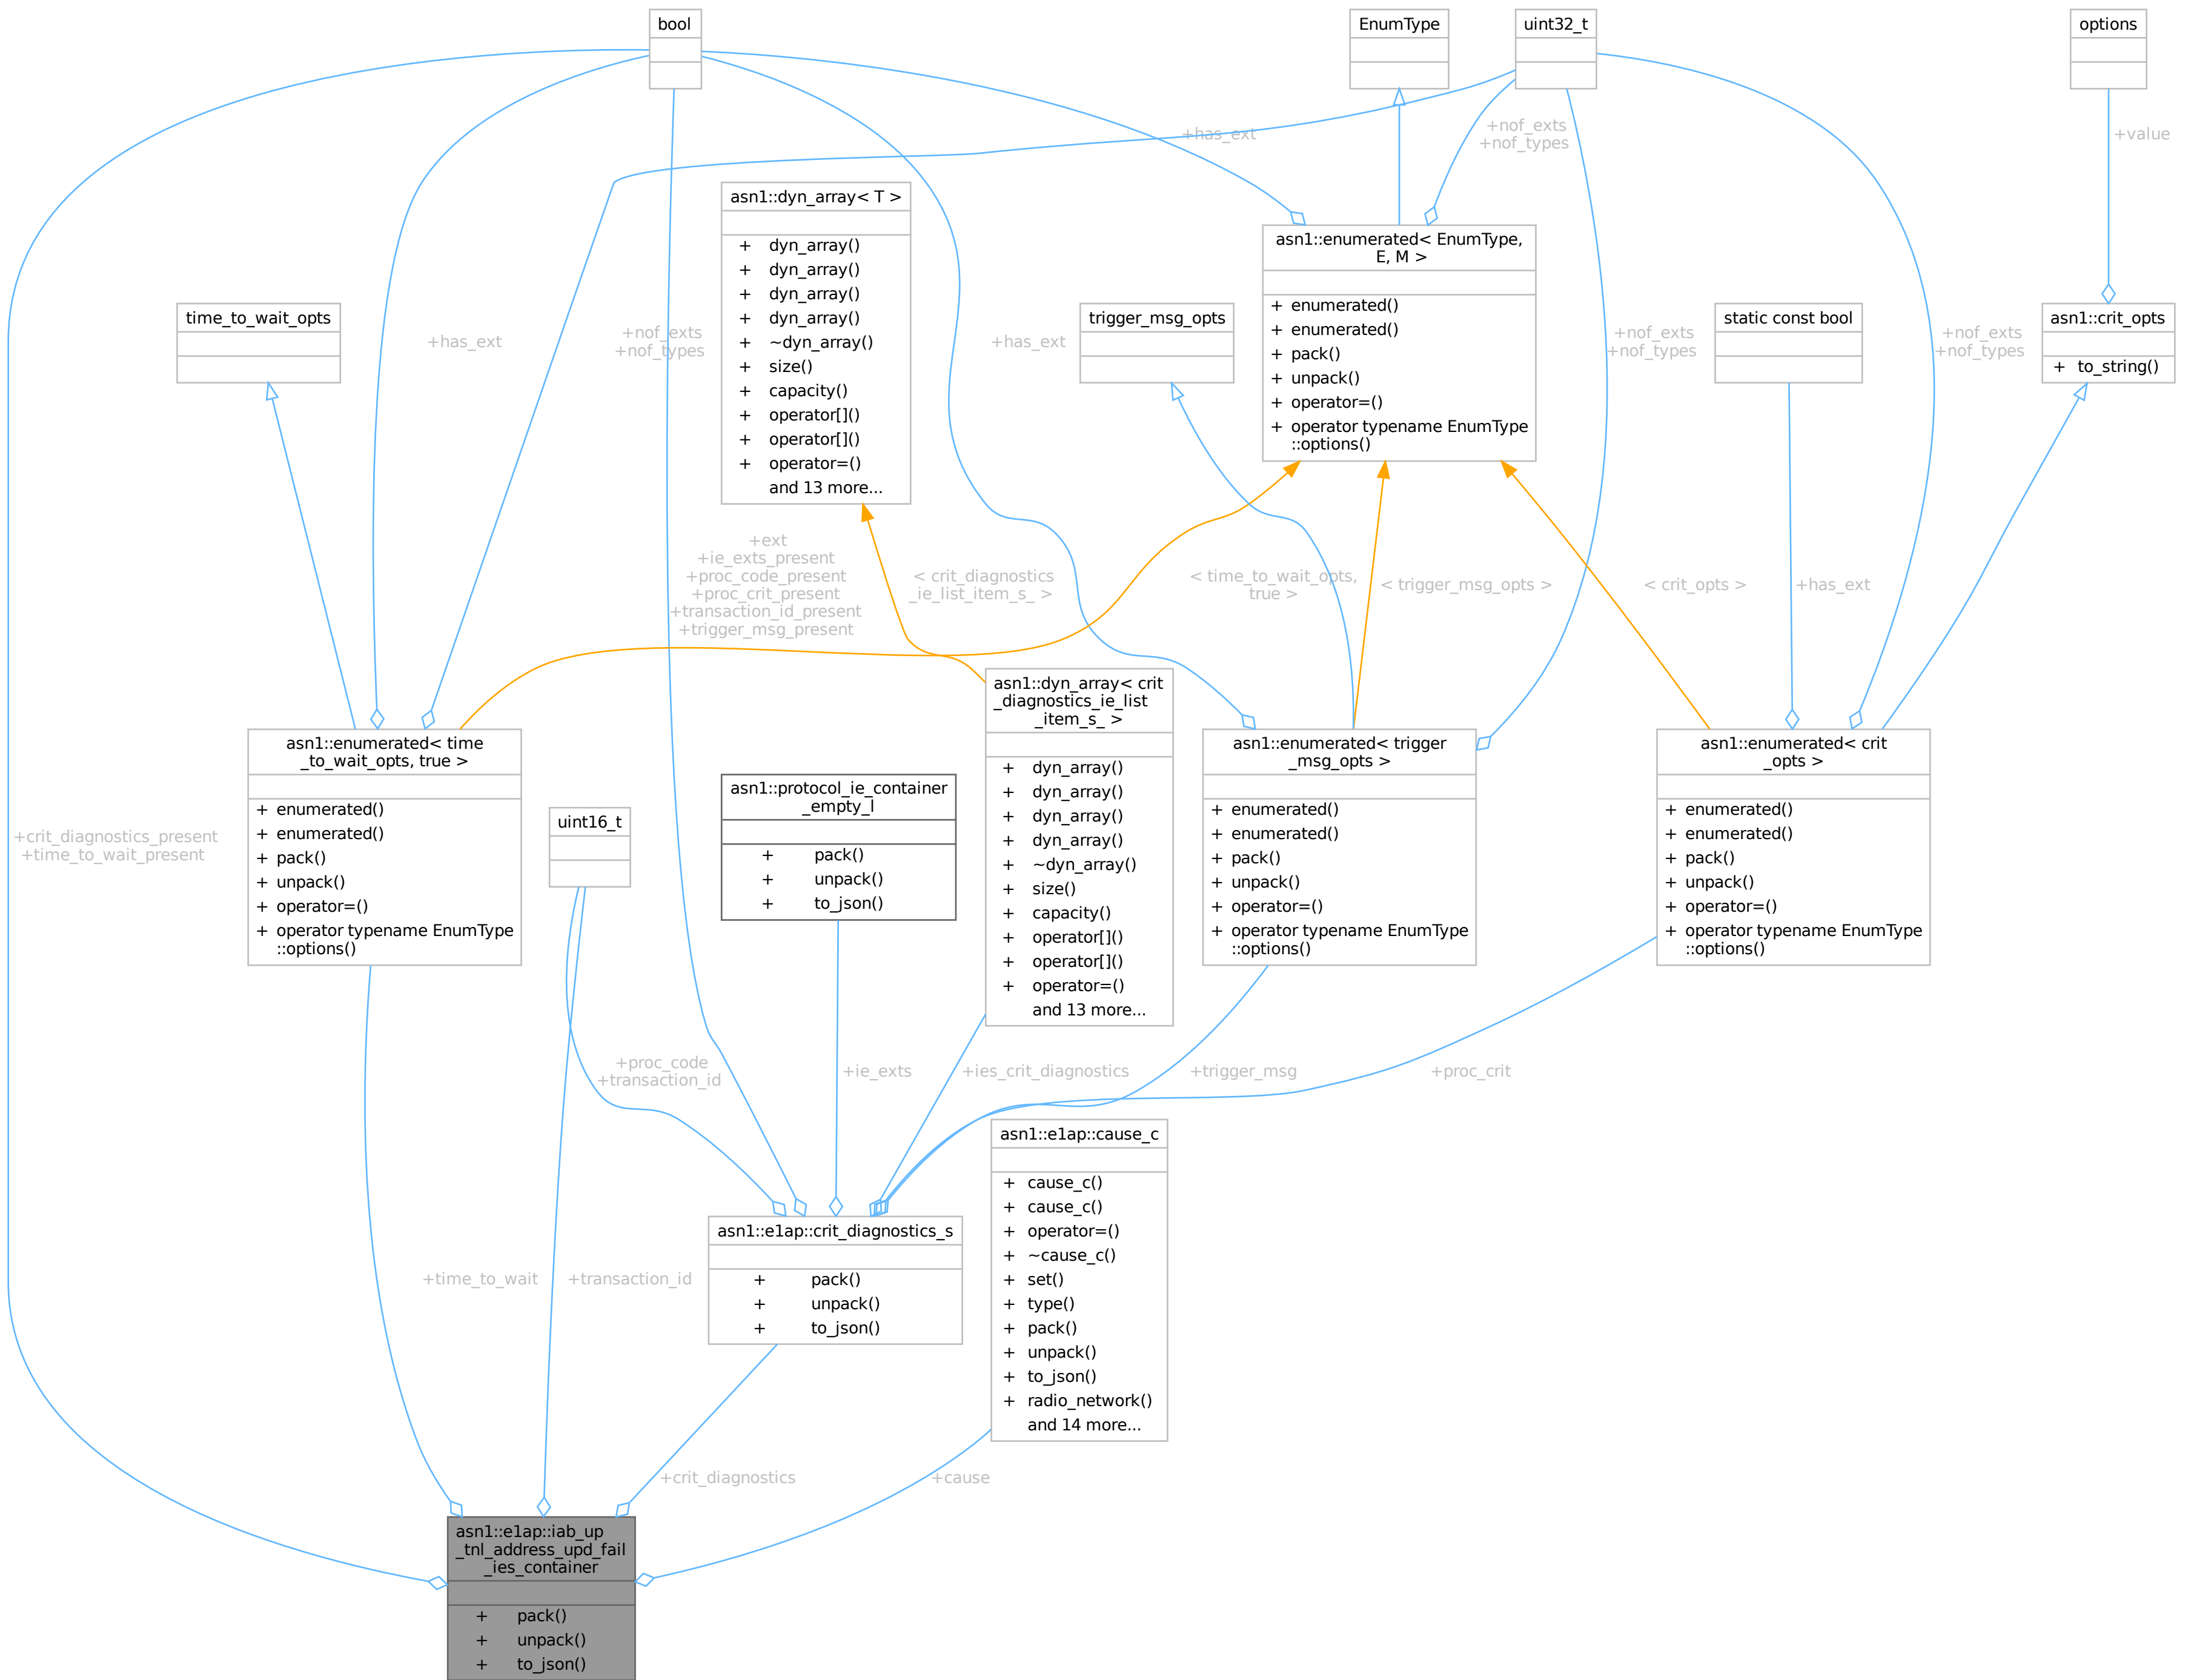 bool
EnumType
uint32_t
options
+has_ext
+nof_exts
+nof_types
+value
asn1::dyn_array< T >
+ dyn_array()
+ dyn_array()
+ dyn_array()
+ dyn_array()
+ ~dyn_array()
+ size()
+ capacity()
+ operator[]()
+ operator[]()
+ operator=()
and 13 more...
asn1::enumerated< EnumType,
E, M >
+ enumerated()
+ enumerated()
+ pack()
+ unpack()
+ operator=()
+ operator typename EnumType
::options()
time_to_wait_opts
+has_ext
+nof_exts
+nof_types
+has_ext
trigger_msg_opts
+nof_exts
+nof_types
static const bool
+nof_exts
+nof_types
asn1::crit_opts
+ to_string()
+ext
+ie_exts_present
+proc_code_present
+proc_crit_present
+transaction_id_present
+trigger_msg_present
< crit_diagnostics
_ie_list_item_s_ >
< time_to_wait_opts,
true >
< trigger_msg_opts >
< crit_opts >
+has_ext
+crit_diagnostics_present
+time_to_wait_present
asn1::enumerated< time
_to_wait_opts, true >
+ enumerated()
+ enumerated()
+ pack()
+ unpack()
+ operator=()
+ operator typename EnumType
::options()
uint16_t
asn1::protocol_ie_container
_empty_l
+ pack()
+ unpack()
+ to_json()
asn1::dyn_array< crit
_diagnostics_ie_list
_item_s_ >
+ dyn_array()
+ dyn_array()
+ dyn_array()
+ dyn_array()
+ ~dyn_array()
+ size()
+ capacity()
+ operator[]()
+ operator[]()
+ operator=()
and 13 more...
asn1::enumerated< trigger
_msg_opts >
+ enumerated()
+ enumerated()
+ pack()
+ unpack()
+ operator=()
+ operator typename EnumType
::options()
asn1::enumerated< crit
_opts >
+ enumerated()
+ enumerated()
+ pack()
+ unpack()
+ operator=()
+ operator typename EnumType
::options()
+proc_code
+transaction_id
+ie_exts
+ies_crit_diagnostics
+trigger_msg
+proc_crit
+time_to_wait
+transaction_id
asn1::e1ap::crit_diagnostics_s
+ pack()
+ unpack()
+ to_json()
asn1::e1ap::cause_c
+ cause_c()
+ cause_c()
+ operator=()
+ ~cause_c()
+ set()
+ type()
+ pack()
+ unpack()
+ to_json()
+ radio_network()
and 14 more...
+crit_diagnostics
+cause
asn1::e1ap::iab_up
_tnl_address_upd_fail
_ies_container
+ pack()
+ unpack()
+ to_json()